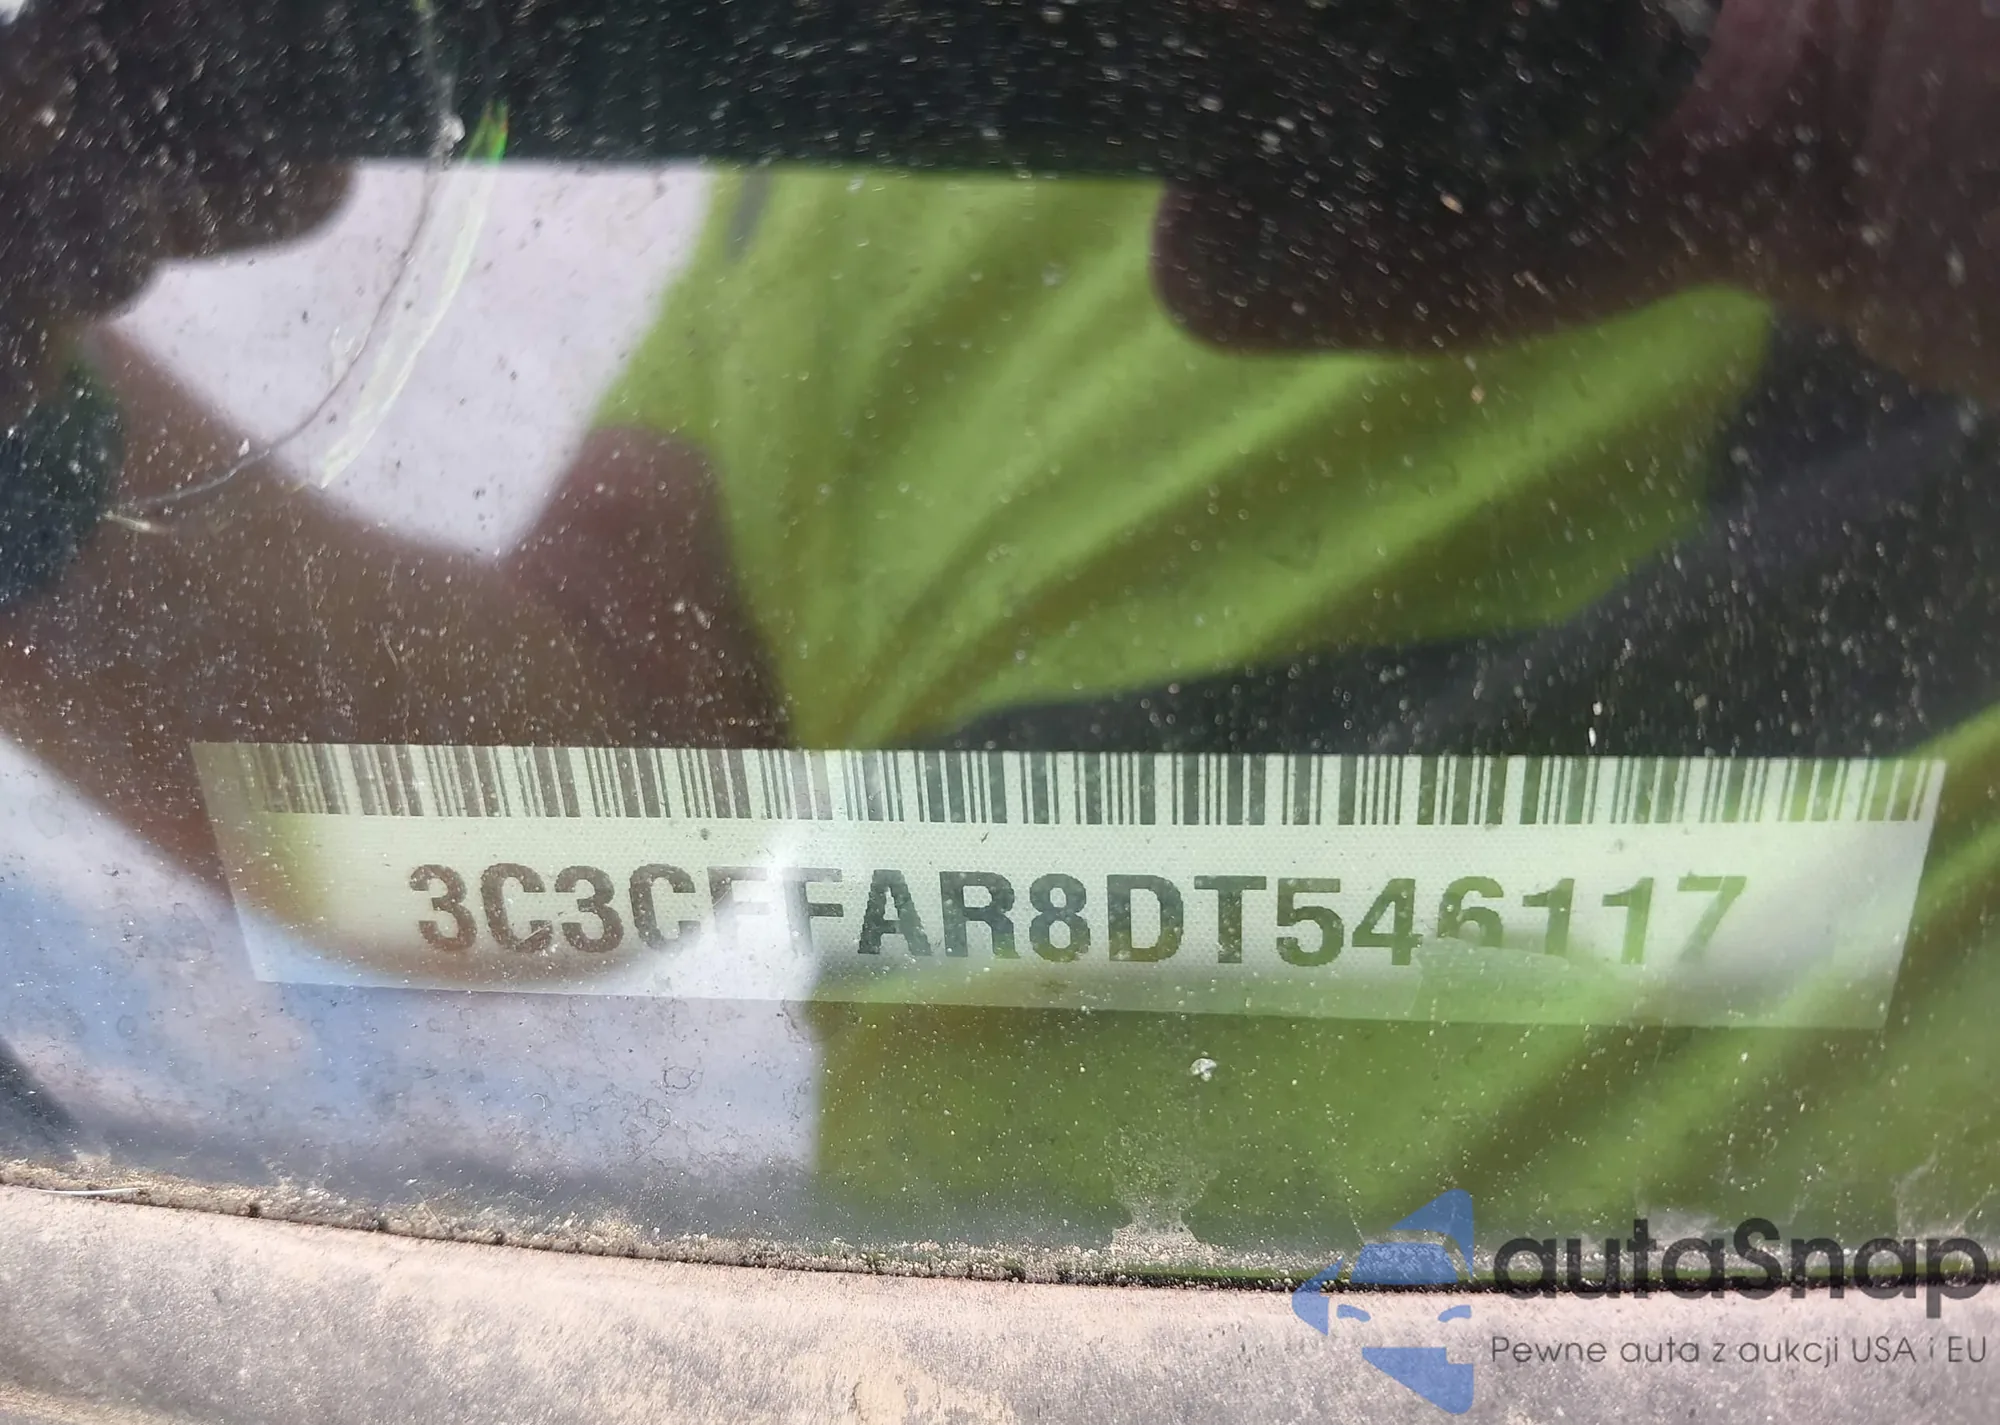 3C3CFFAR8DT546117
autaSnap
Pewne auta z aukcji USA i EU